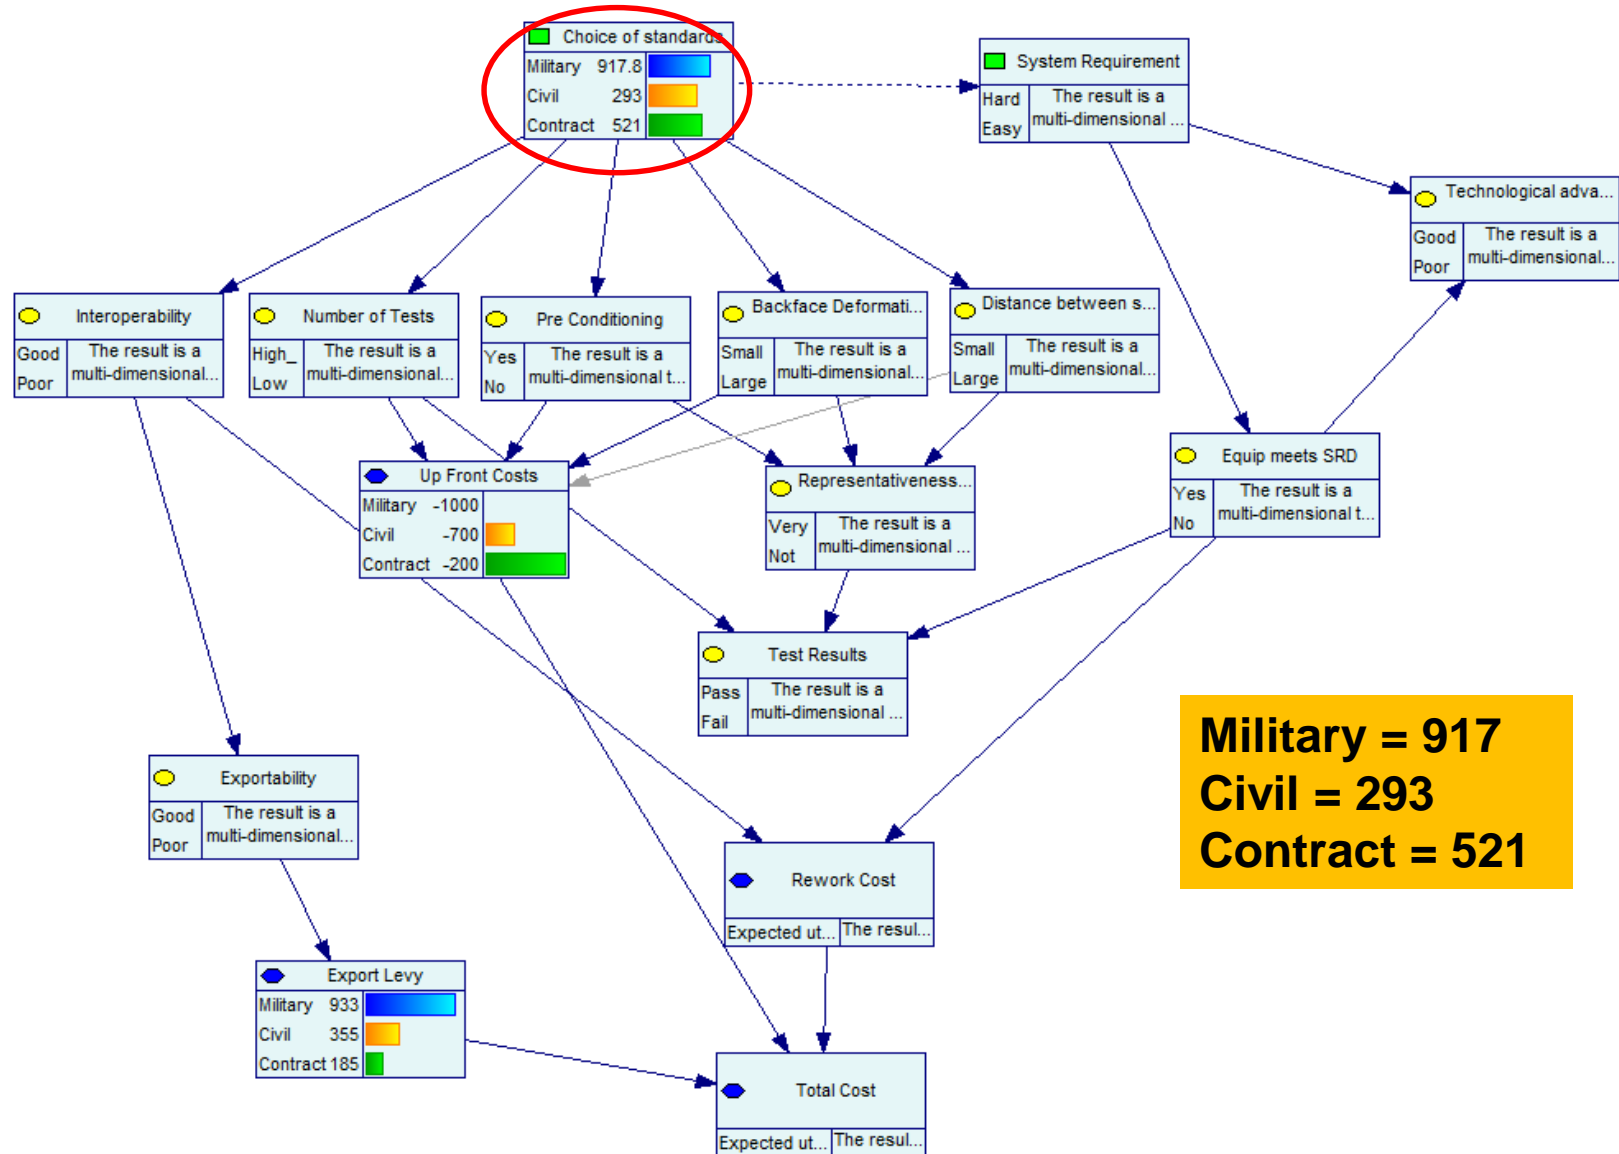 Choice of standards
Military 917.8
Civil 293
Contract 521
System Requirement
Hard
Easy
The result is a
multi-dimensional ...
Technological adva...
Good
Poor
The result is a
multi-dimensional...
Interoperability
Good
Poor
The result is a
multi-dimensional...
Number of Tests
High_
Low
The result is a
multi-dimensional...
Pre Conditioning
Yes
No
The result is a
multi-dimensional t...
Backface Deformati...
Small
Large
The result is a
multi-dimensional...
Distance between s...
Small
Large
The result is a
multi-dimensional...
Up Front Costs
Military -1000
Civil -700
Contract -200
Representativeness...
Very
Not
The result is a
multi-dimensional ...
Equip meets SRD
Yes
No
The result is a
multi-dimensional t...
Test Results
Pass
Fail
The result is a
multi-dimensional ...
Military = 917
Civil = 293
Contract = 521
Exportability
Good
Poor
The result is a
multi-dimensional...
Rework Cost
Expected ut... The resul...
Export Levy
Military 933
Civil 355
Contract 185
Total Cost
Expected ut... The resul...